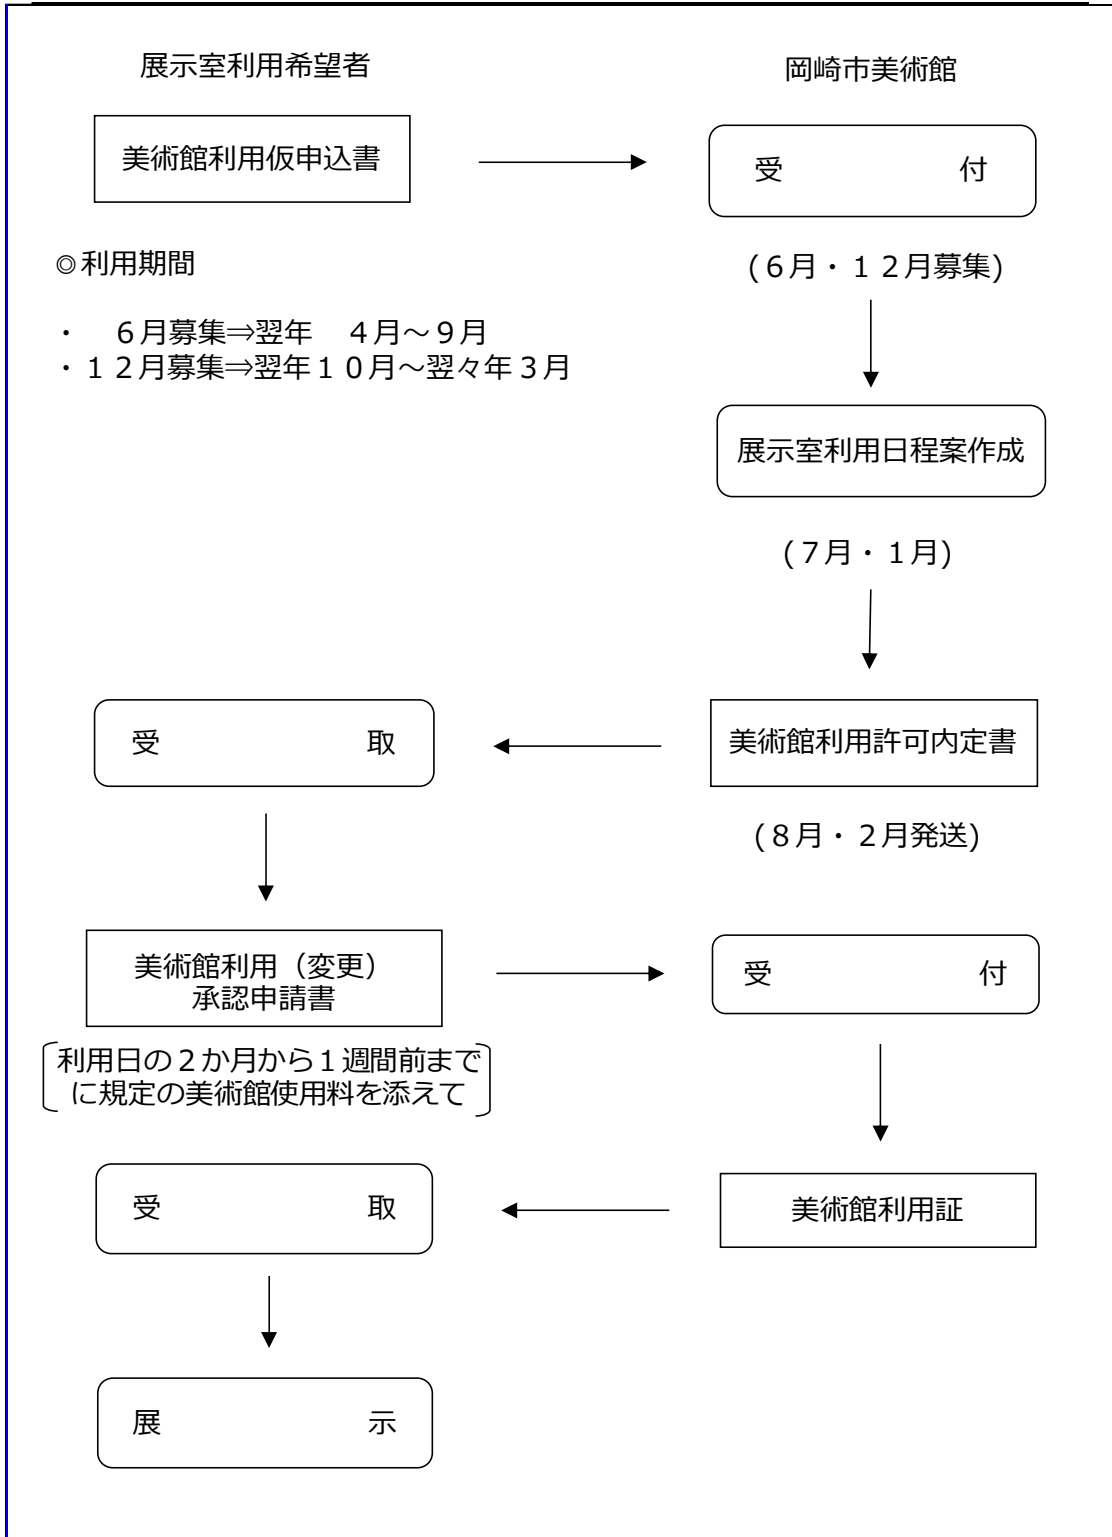 展示室利用希望者
岡崎市美術館
美術館利用仮申込書
受　　　　　付
◎利用期間
(６月・１２月募集)
・　６月募集⇒翌年　４月～９月
・１２月募集⇒翌年１０月～翌々年３月
展示室利用日程案作成
(７月・１月)
受　　　　　　　取
美術館利用許可内定書
(８月・２月発送)
美術館利用（変更）
承認申請書
受　　　　　　　付
利用日の２か月から１週間前まで
に規定の美術館使用料を添えて
受　　　　　　　取
美術館利用証
展　　　　　　　示